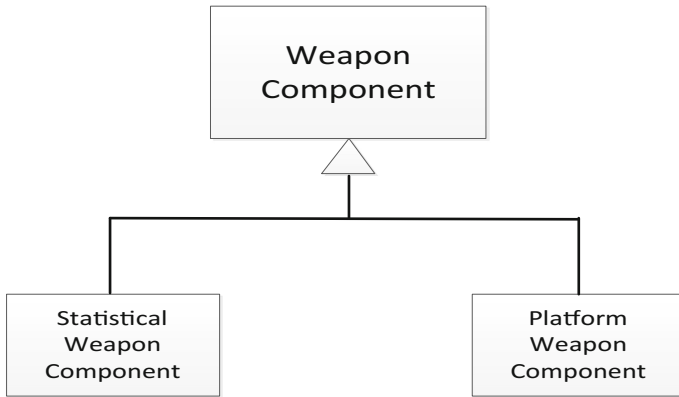 Weapon
Component
Statistical
Weapon
Component
Platform
Weapon
Component